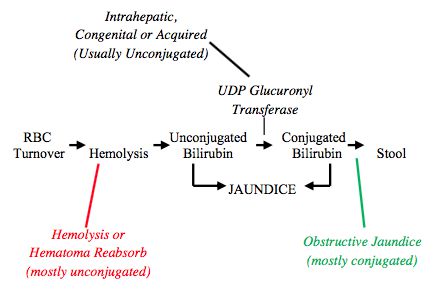 Intrahepatic,
Congenital or Acquired
(Usually Unconjugated)
UDP Glucuronyl
Transferase
RBC
Turnover
Hemolysis
Unconjugated
Bilirubin
Conjugated
Bilirubin
Stool
JAUNDICE
Hemolysis or
Hematoma Reabsorb
(mostly unconjugated)
Obstructive Jaundice
(mostly conjugated)